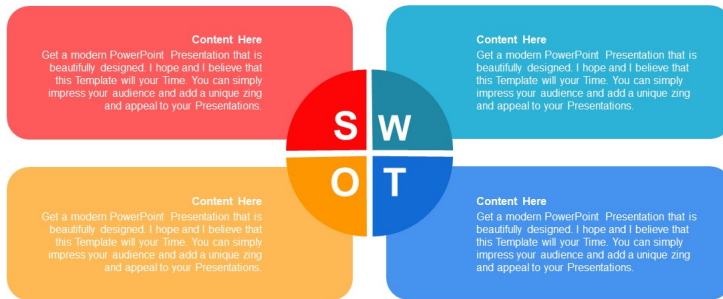 Content Here
Get a modern PowerPoint Presentation that is
beautifully designed. I hope and I believe that
this Template will your Time. You can simply
impress your audience and add a unique zing
and appeal to your Presentations.
Content Here
Get a modern PowerPoint Presentation that is
beautifully designed. I hope and I believe that
this Template will your Time. You can simply
impress your audience and add a unique zing
and appeal to your Presentations.
S W
O T
Content Here
Get a modern PowerPoint Presentation that is
beautifully designed. I hope and I believe that
this Template will your Time. You can simply
impress your audience and add a unique zing
and appeal to your Presentations.
Content Here
Get a modern PowerPoint Presentation that is
beautifully designed. I hope and I believe that
this Template will your Time. You can simply
impress your audience and add a unique zing
and appeal to your Presentations.